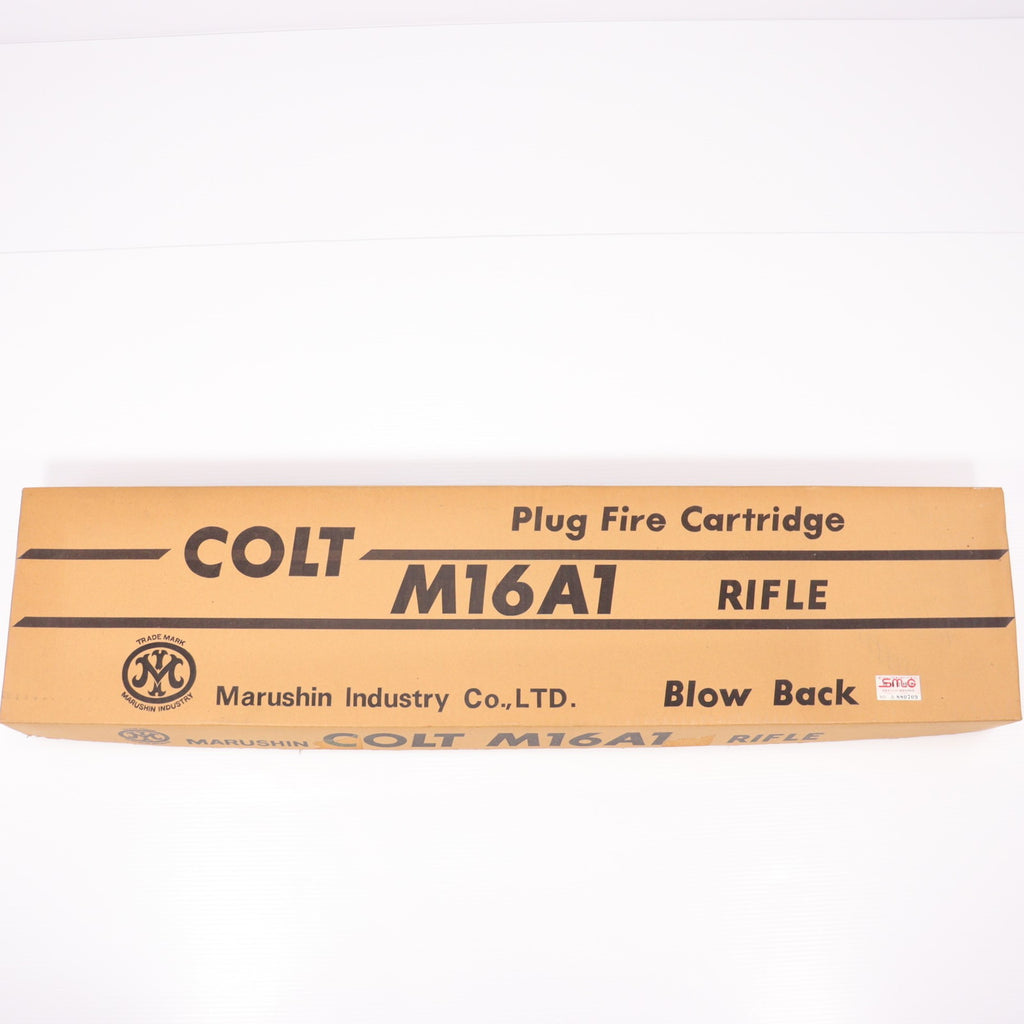 Plug Fire Cartridge
COLT
M16A1 RIFLE
TRADE MARK
M
MARUSHIN INDUSTRY
Marushin Industry Co.,LTD.
Blow Back
SMG
MARUSHIN COLT M16A1 RIFLE